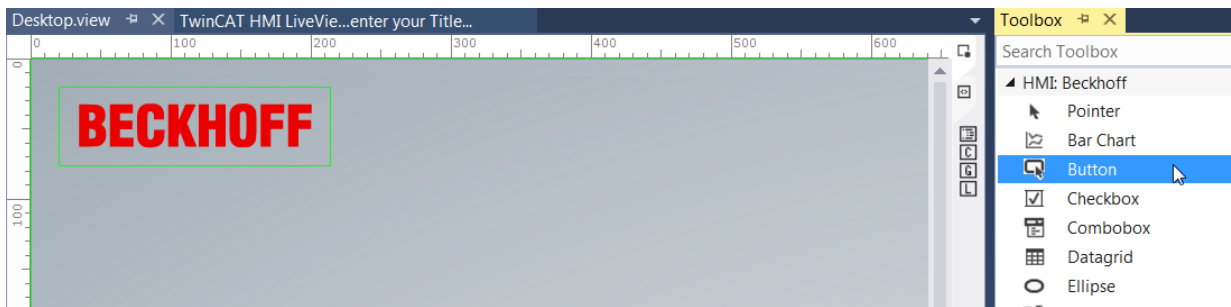 Desktop.view TwinCAT HMI LiveVie...enter your Title... Toolbox
0 100 200 300 400 500 600
Search Toolbox
HMI: Beckhoff
BECKHOFF
Pointer
Bar Chart
Button
C
G
L
Checkbox
100
Combobox
Datagrid
Ellipse